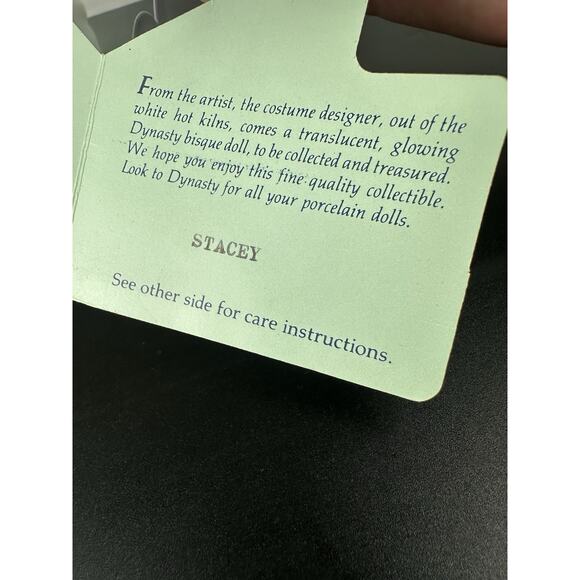 From the artist, the costume designer, out of the
white hot kilns, comes a translucent, glowing
Dynasty bisque doll, to be collected and treasured.
We hope you enjoy this fine quality collectible.
Look to Dynasty for all your porcelain dolls.
STACEY
See other side for care instructions.